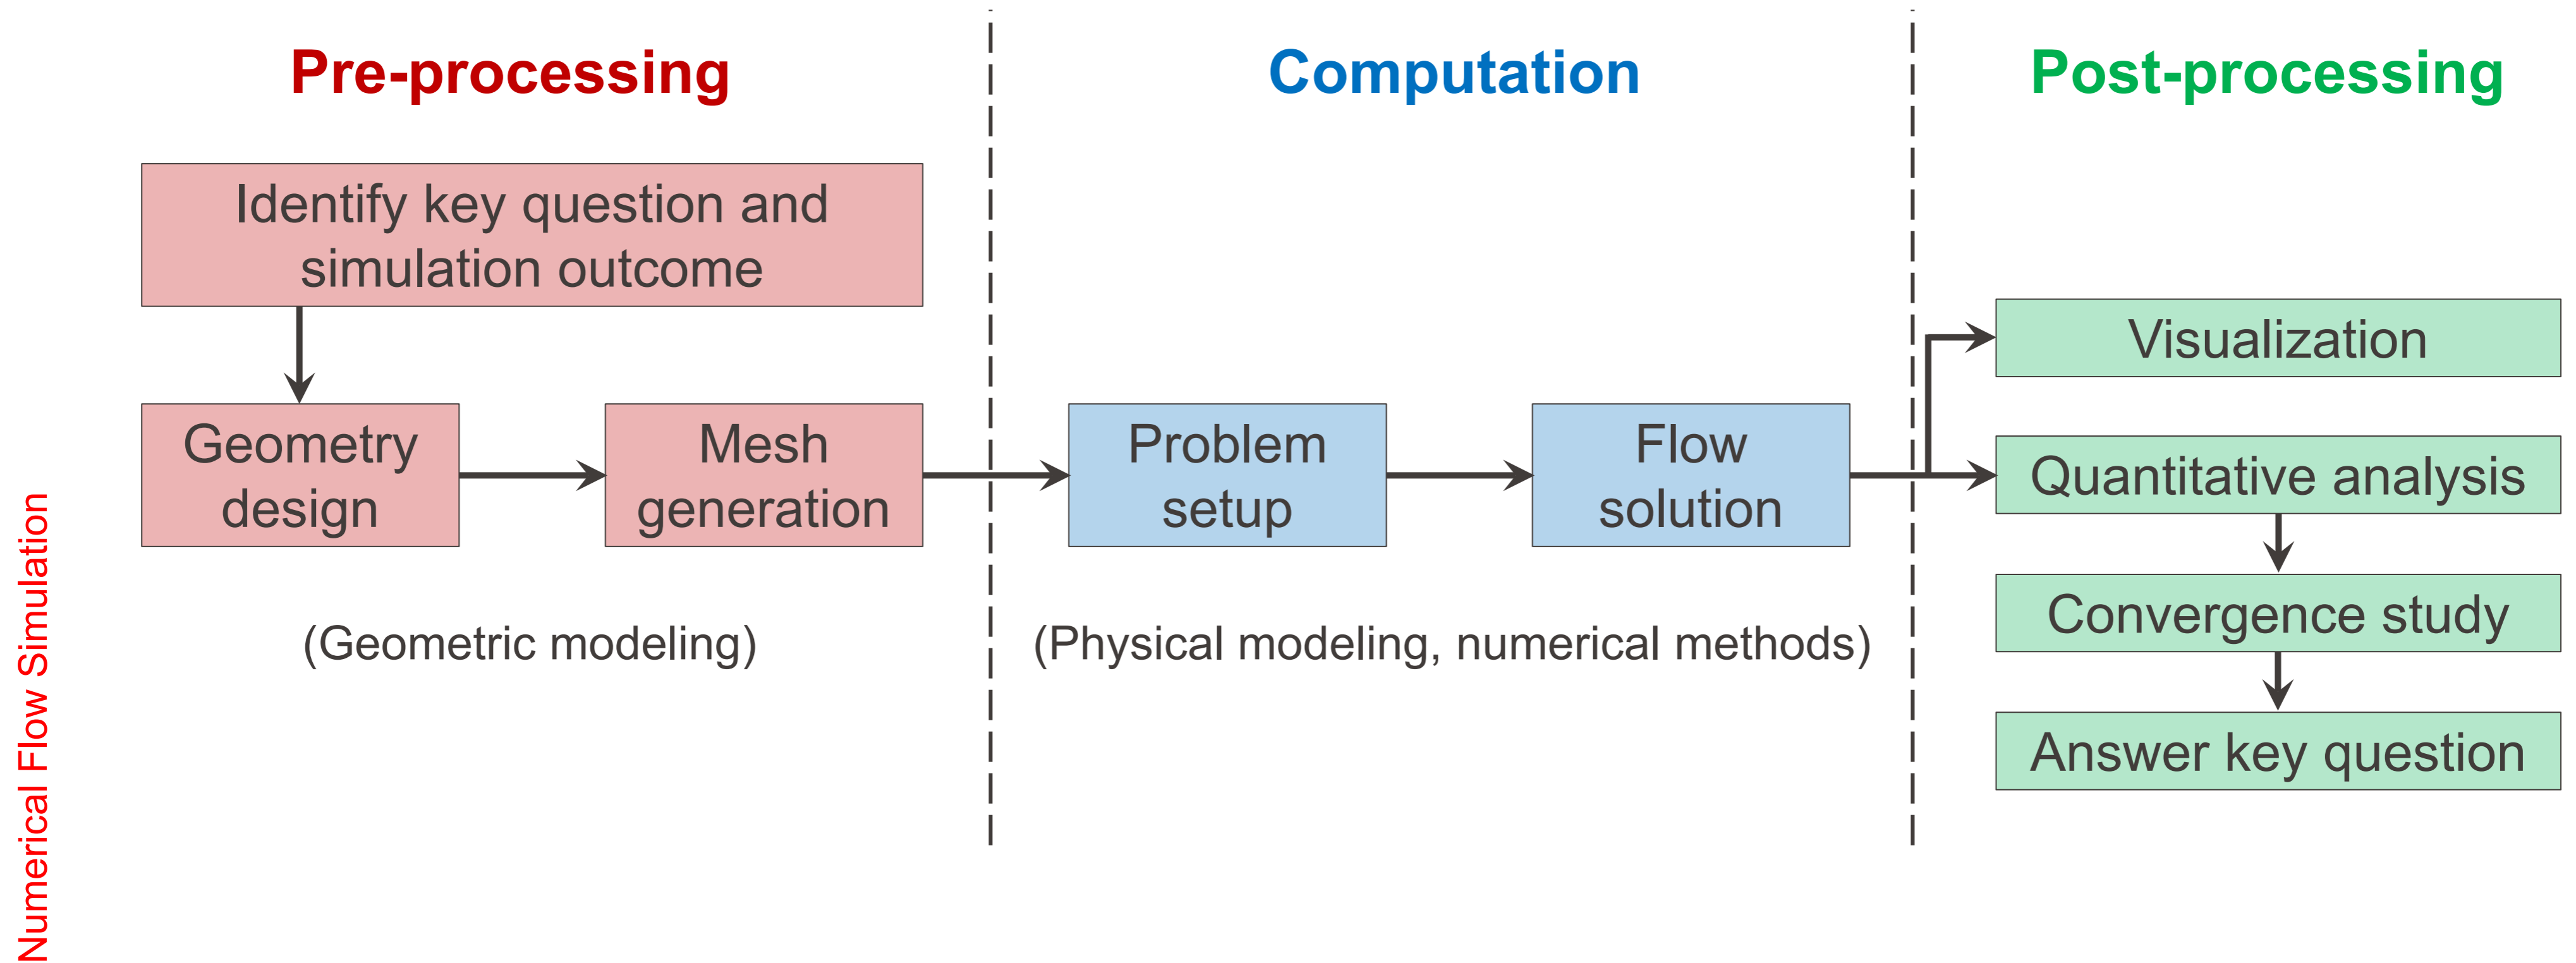 Pre-processing
Identify key question and
simulation outcome
Geometry
design
Mesh
generation
(Geometric modeling)
Computation
Problem
setup
Flow
solution
(Physical modeling, numerical methods)
Post-processing
Visualization
Quantitative analysis
Convergence study
Answer key question
Numerical Flow Simulation